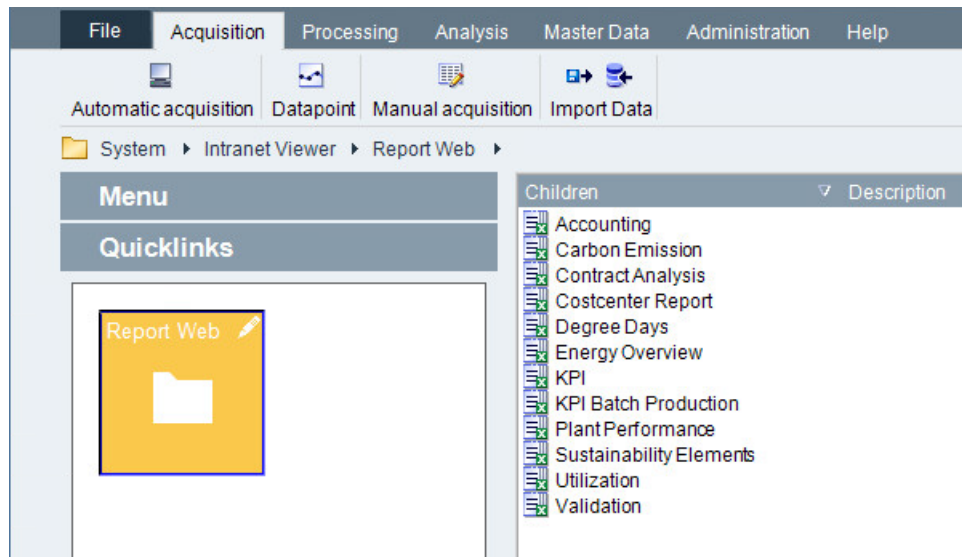 File Acquisition Processing Analysis Master Data Administration Help
Automatic acquisition Datapoint Manual acquisition Import Data
System Intranet Viewer Report Web
Menu
Quicklinks
Report Web
Children Description
Accounting
Carbon Emission
Contract Analysis
Costcenter Report
Degree Days
Energy Overview
KPI
KPI Batch Production
Plant Performance
Sustainability Elements
Utilization
Validation